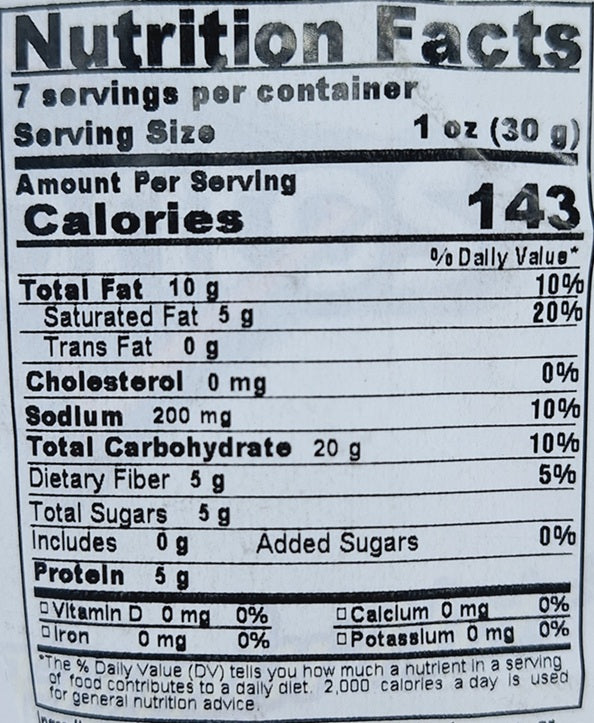 Nutrition Facts
7 servings per container
Serving Size 1 oz (30 g)
Amount Per Serving
Calories 143
% Daily Value*
Total Fat 10 g 10%
Saturated Fat 5 g 20%
Trans Fat 0 g
Cholesterol 0 mg 0%
Sodium 200 mg 10%
Total Carbohydrate 20 g 10%
Dietary Fiber 5 g 5%
Total Sugars 5 g
Includes 0 g Added Sugars 0%
Protein 5 g
□ Vitamin D 0 mg 0% □ Calcium 0 mg 0%
□ Iron 0 mg 0% □ Potassium 0 mg 0%
*The % Daily Value (DV) tells you how much a nutrient in a serving
of food contributes to a daily diet. 2,000 calories a day is used
for general nutrition advice.